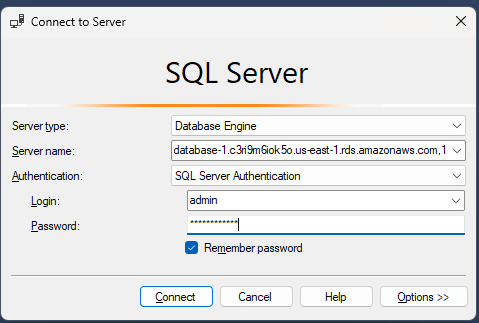 Connect to Server
SQL Server
Server type: Database Engine
Server name: database-1.c3ri9m6iok5o.us-east-1.rds.amazonaws.com,1
Authentication: SQL Server Authentication
Login: admin
Password: ************
Remember password
Connect Cancel Help Options >>